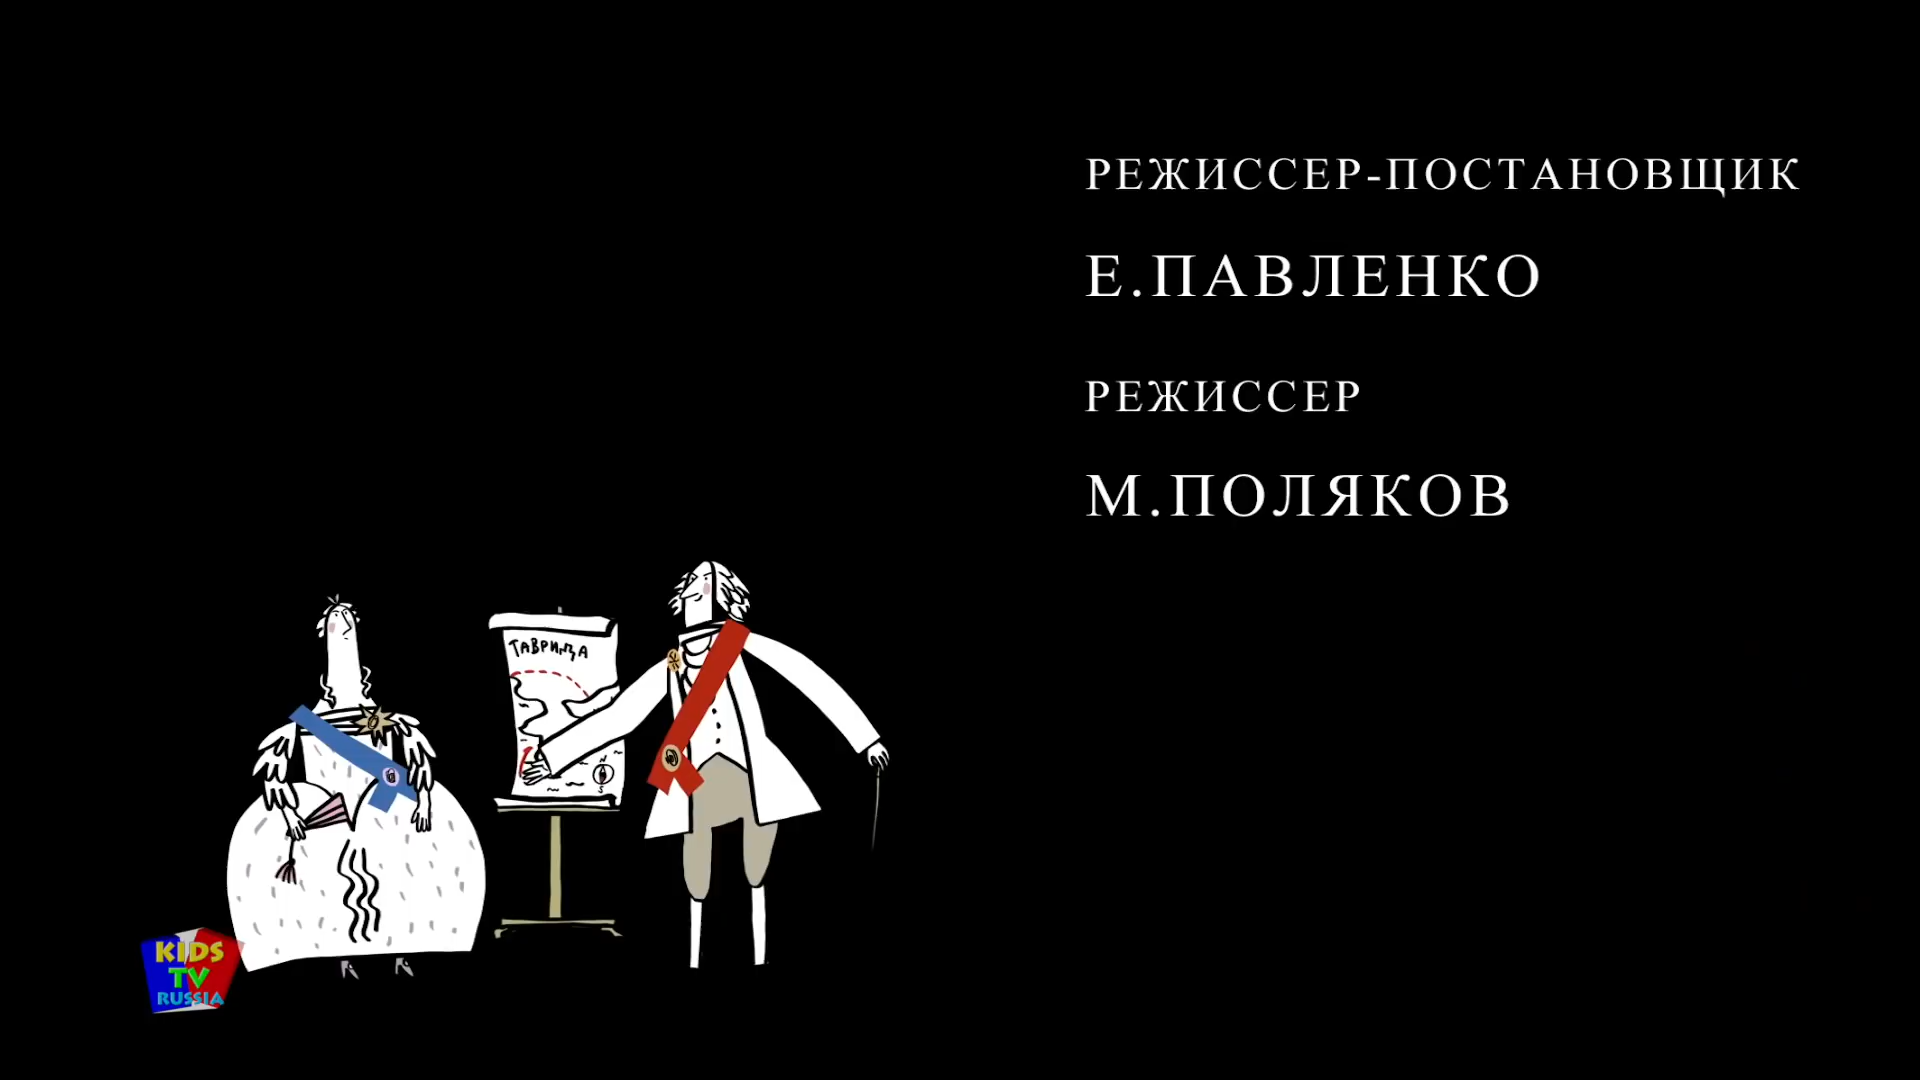 РЕЖИССЕР-ПОСТАНОВЩИК
Е.ПАВЛЕНКО
РЕЖИССЕР
М.ПОЛЯКОВ
ТАВРИДА
N
S
KIDS
TV
RUSSIA